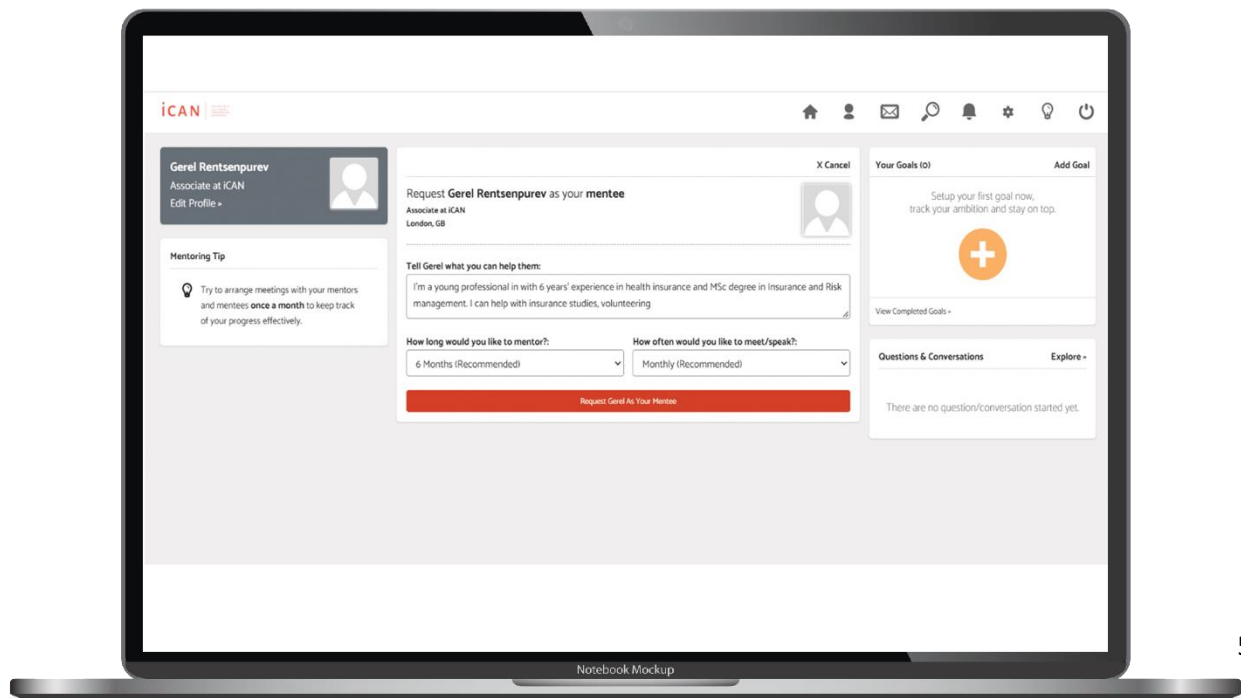 iCAN
Gerel Rentsenpurev
Associate at iCAN
Edit Profile »
Mentoring Tip
Try to arrange meetings with your mentors
and mentees once a month to keep track
of your progress effectively.
X Cancel
Request Gerel Rentsenpurev as your mentee
Associate at iCAN
London, GB
Tell Gerel what you can help them:
I'm a young professional in with 6 years' experience in health insurance and MSc degree in Insurance and Risk
management. I can help with insurance studies, volunteering
How long would you like to mentor?:
How often would you like to meet/speak?:
6 Months (Recommended)
Monthly (Recommended)
Request Gerel As Your Mentee
Your Goals (0)
Add Goal
Setup your first goal now,
track your ambition and stay on top.
View Completed Goals »
Questions & Conversations
Explore »
There are no question/conversation started yet.
Notebook Mockup